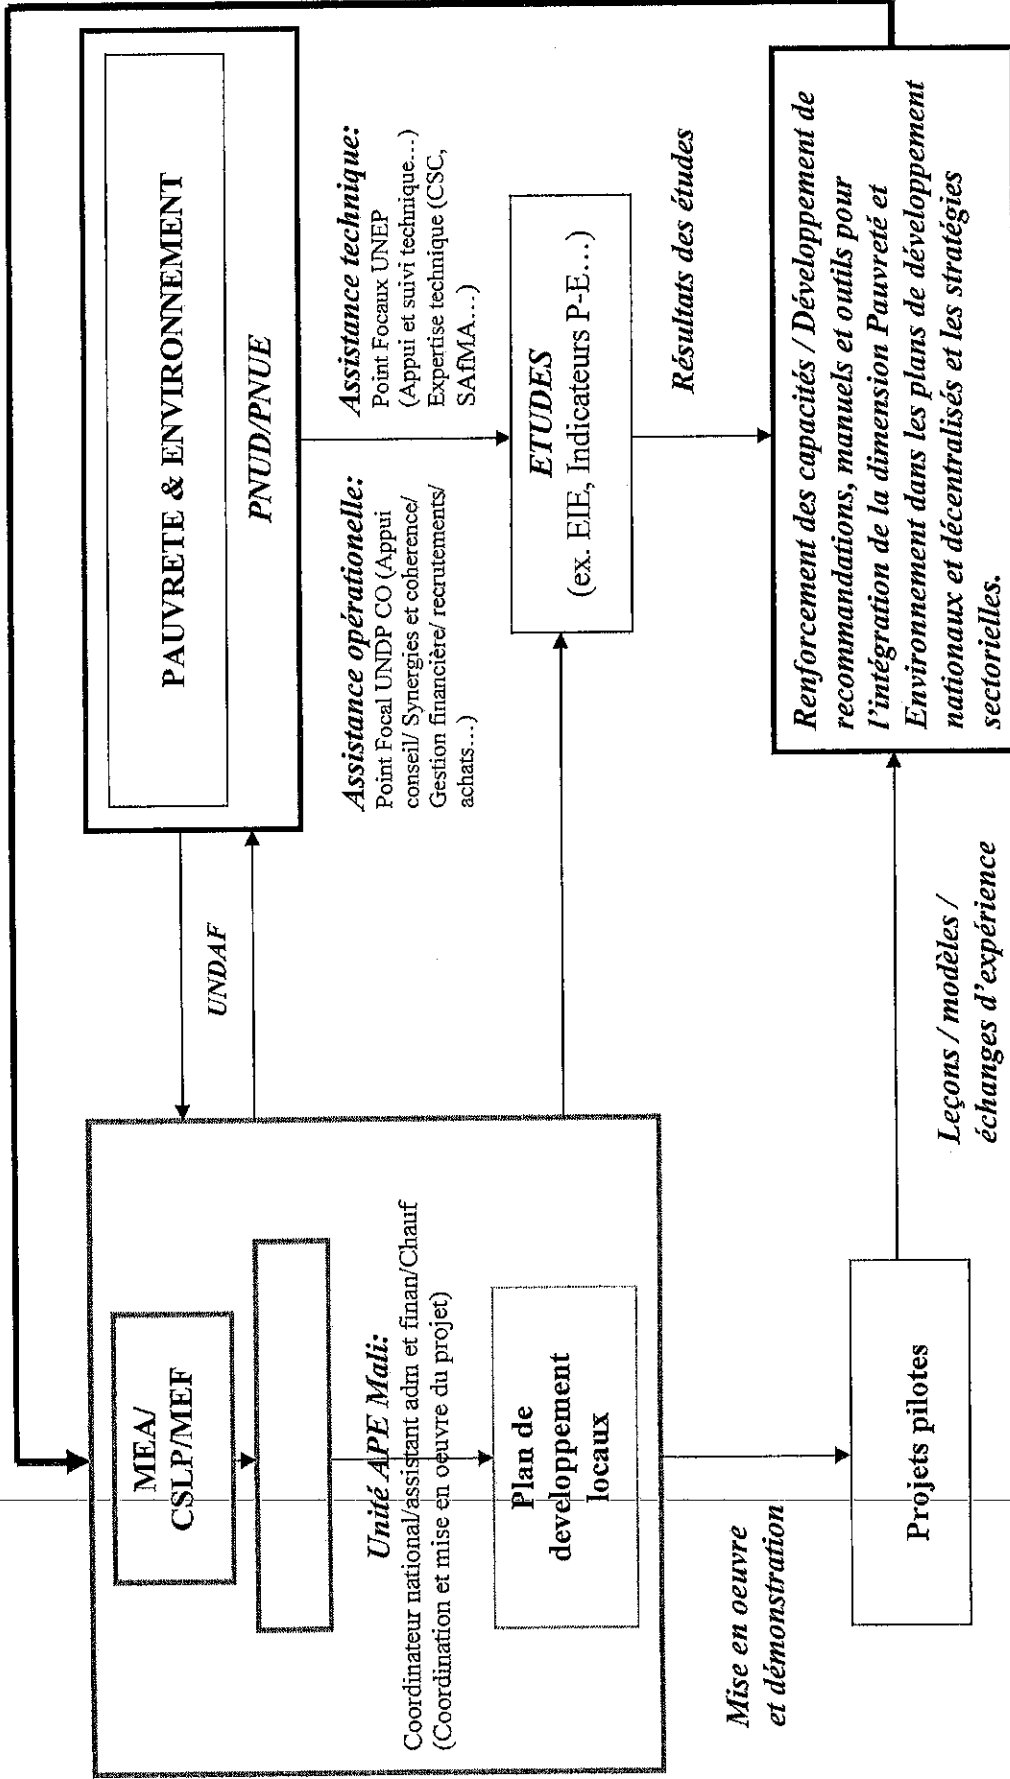 MEA/
CSLP/MEF
Unité APE Mali:
Coordinateur national/assistant adm et finan/Chauf
(Coordination et mise en oeuvre du projet)
Plan de
developpement
locaux
UNDAF
PAUVRETE & ENVIRONNEMENT
PNUD/PNUE
Assistance opérationelle:
Point Focal UNDP CO (Appui
conseil/ Synergies et coherence/
Gestion financière/ recrutements/
achats...)
Assistance technique:
Point Focaux UNEP
(Appui et suivi technique...)
Expertise technique (CSC,
SAfMA...)
ETUDES
(ex. EIE, Indicateurs P-E...)
Résultats des études
Mise en oeuvre
et démonstration
Projets pilotes
Leçons / modèles /
échanges d'expérience
Renforcement des capacités / Développement de
recommandations, manuels et outils pour
l'intégration de la dimension Pauvreté et
Environnement dans les plans de développement
nationaux et décentralisés et les stratégies
sectorielles.